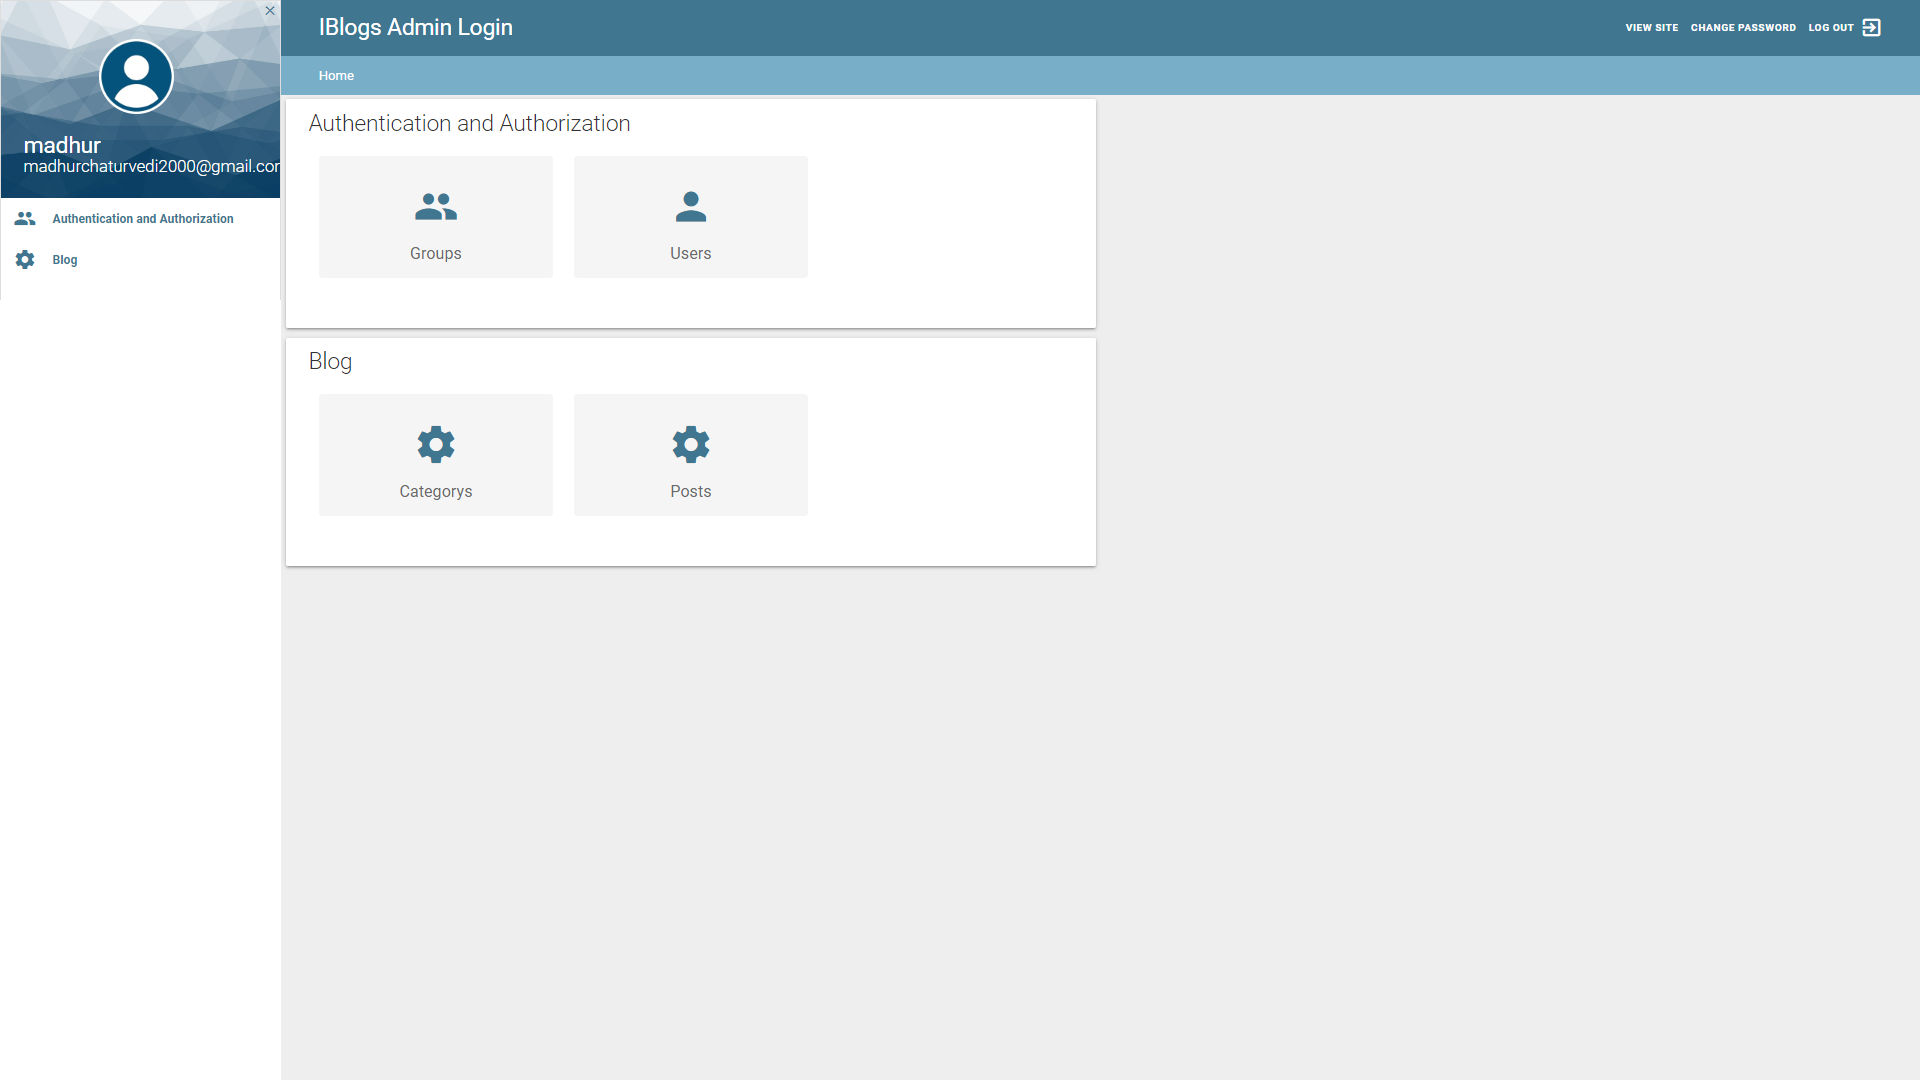 madhur
madhurchaturvedi2000@gmail.cor
Authentication and Authorization
Blog
IBlogs Admin Login
VIEW SITE CHANGE PASSWORD LOG OUT
Home
Authentication and Authorization
Groups
Users
Blog
Categorys
Posts